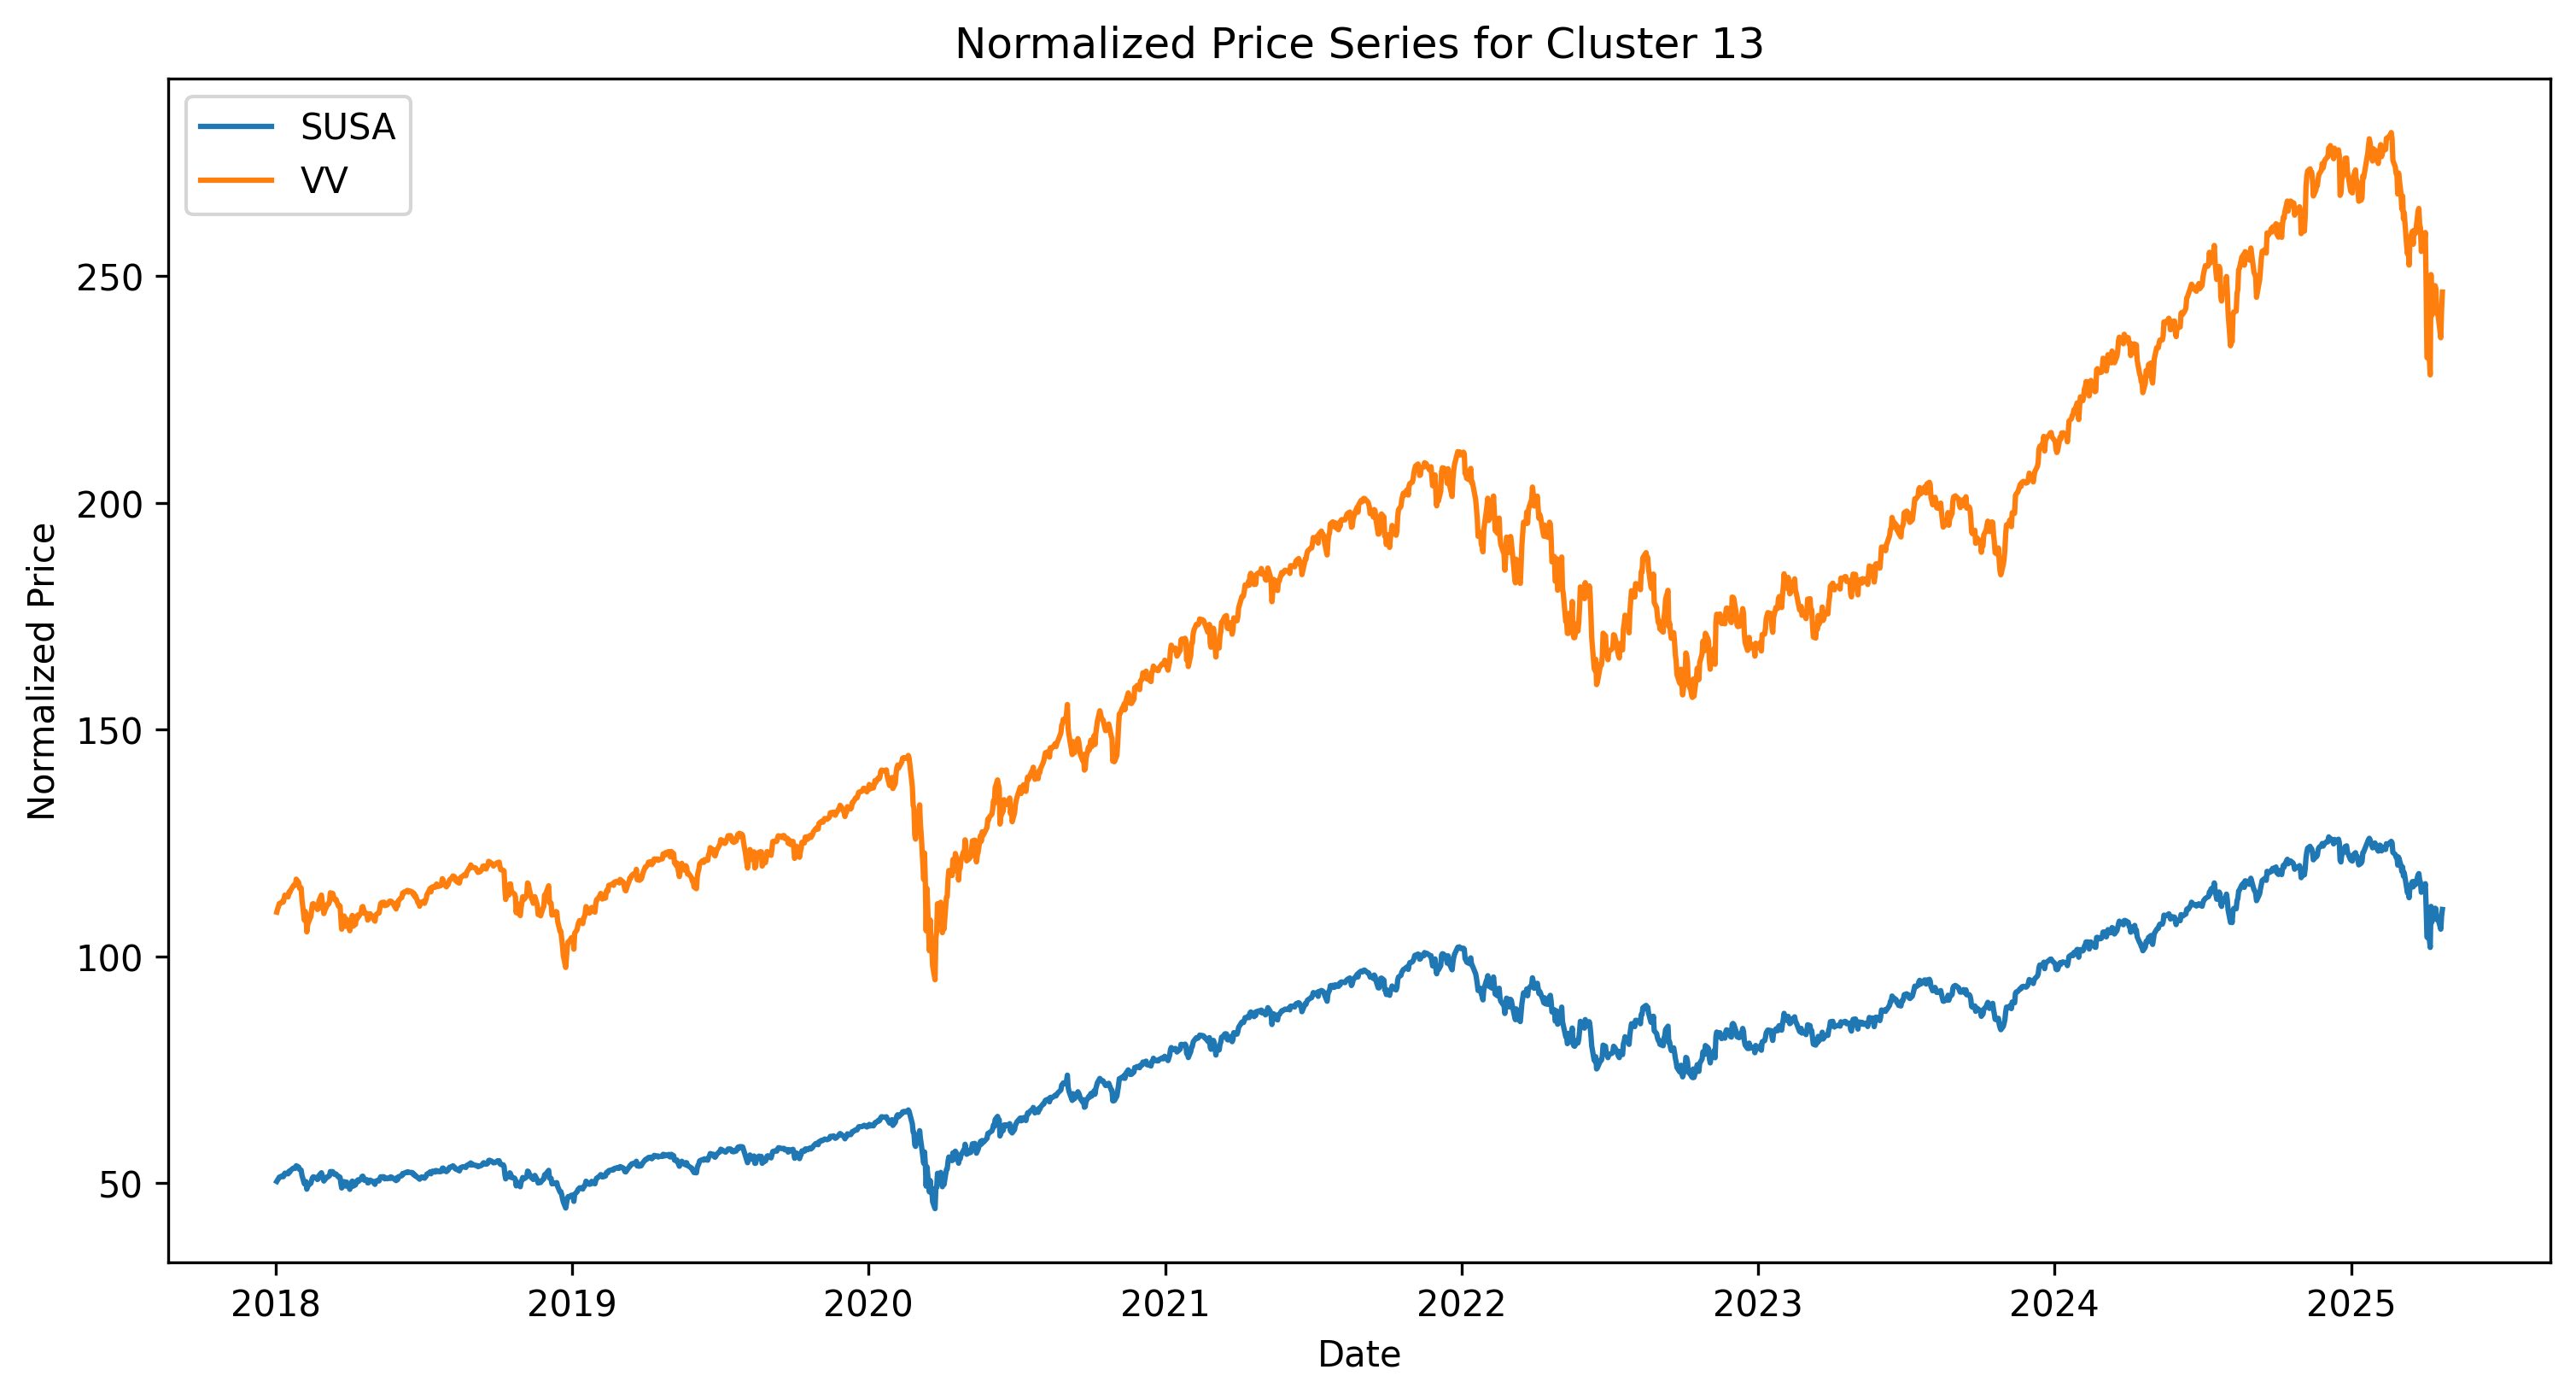 Normalized Price Series for Cluster 13
SUSA
VV
Normalized Price
250
200
150
100
50
2018 2019 2020 2021 2022 2023 2024 2025
Date